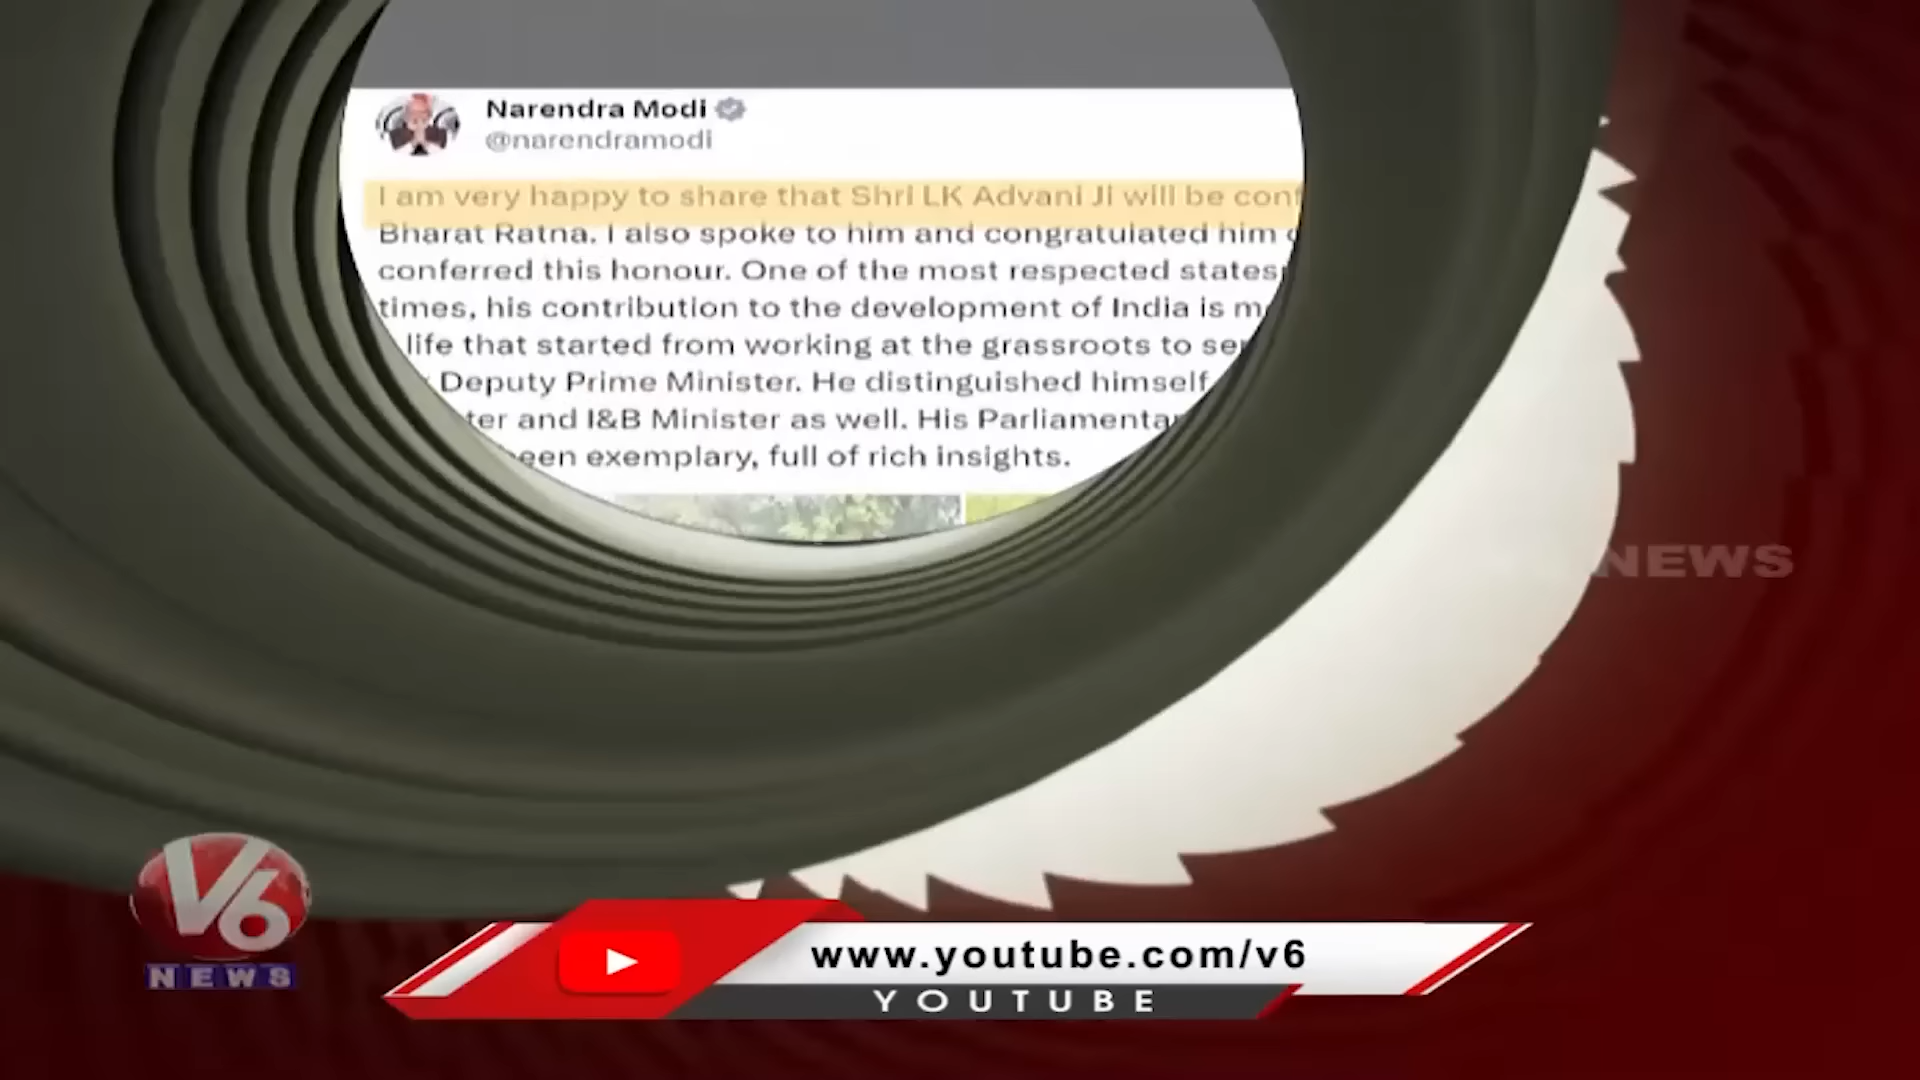 Narendra Modi
@narendramodi
I am very happy to share that Shri LK Advani Ji will be conf
Bharat Ratna. I also spoke to him and congratulated him
conferred this honour. One of the most respected states
times, his contribution to the development of India is
life that started from working at the grassroots to se
Deputy Prime Minister. He distinguished himself
ter and I&B Minister as well. His Parliamenta
een exemplary, full of rich insights.
NEWS
V6
NEWS
www.youtube.com/v6
YOUTUBE